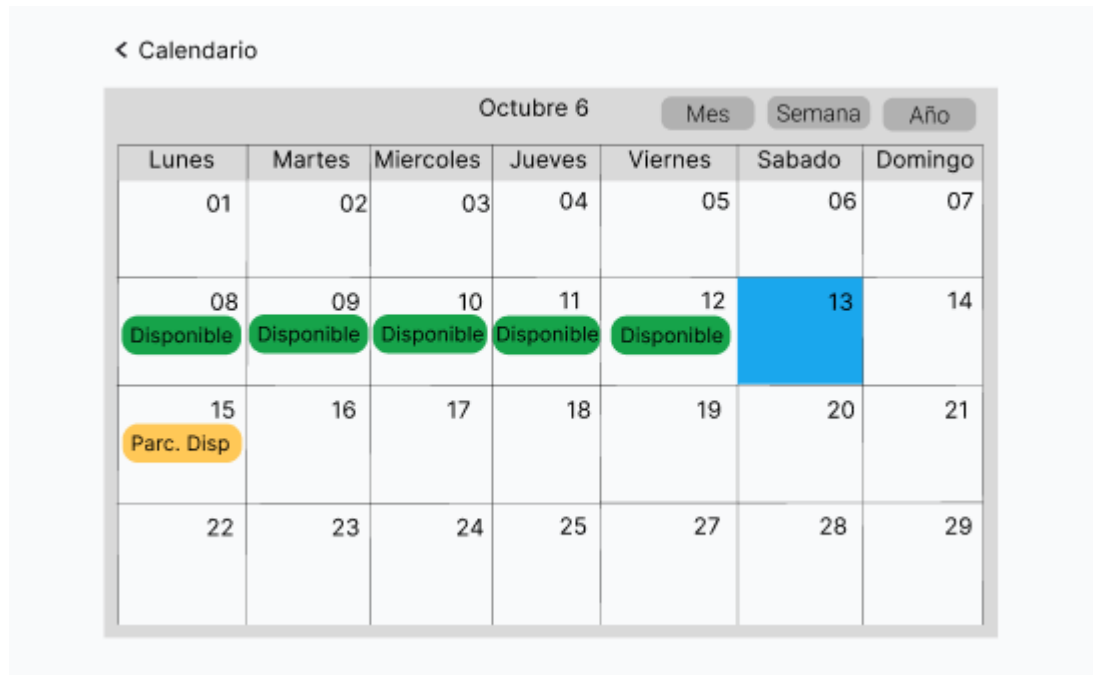 < Calendario
Octubre 6 Mes Semana Año
Lunes Martes Miercoles Jueves Viernes Sabado Domingo
01 02 03 04 05 06 07
08 09 10 11 12 13 14
Disponible Disponible Disponible Disponible Disponible
15 16 17 18 19 20 21
Parc. Disp
22 23 24 25 27 28 29